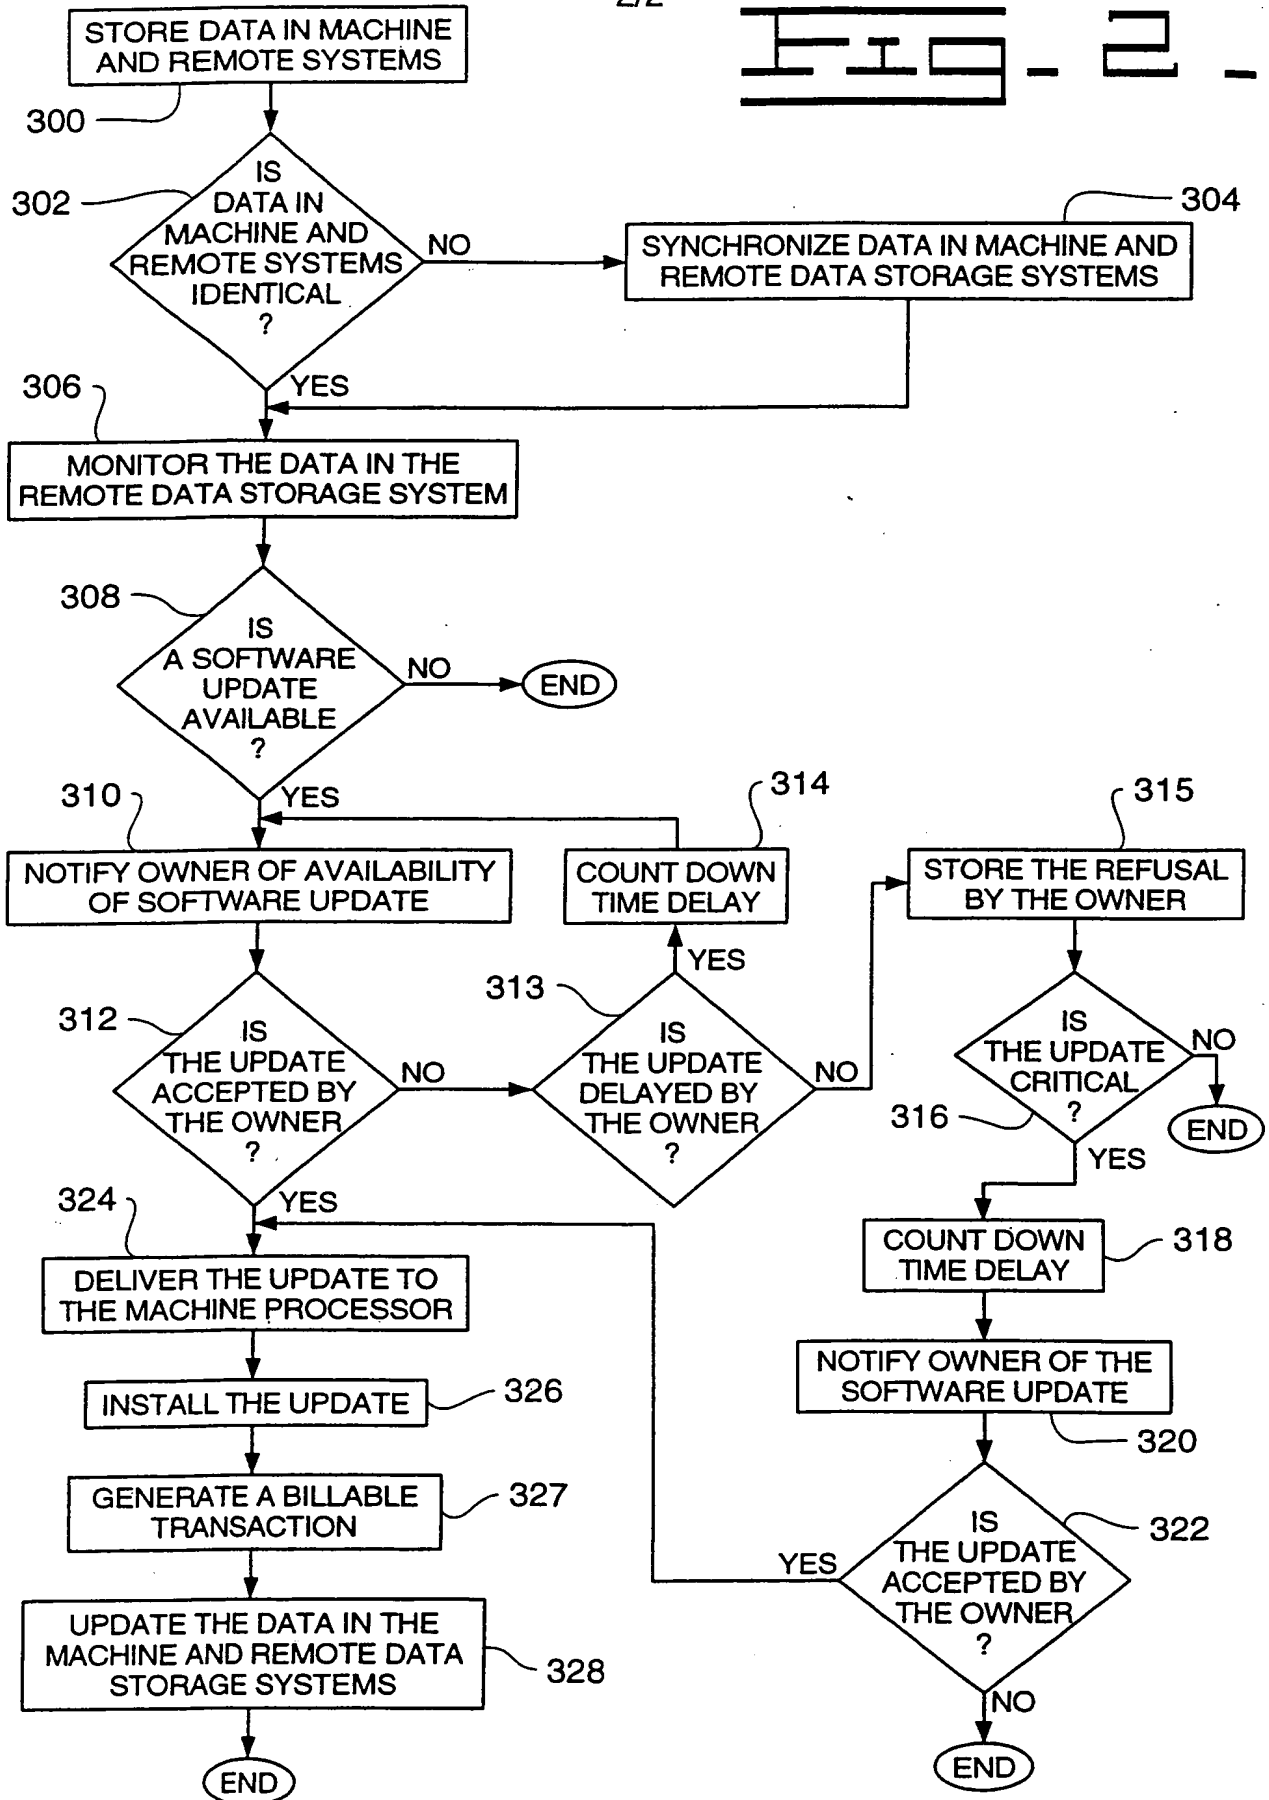 2/2
FIG_2_
STORE DATA IN MACHINE
AND REMOTE SYSTEMS
300
IS
DATA IN
MACHINE AND
REMOTE SYSTEMS
IDENTICAL
?
302
NO
304
SYNCHRONIZE DATA IN MACHINE AND
REMOTE DATA STORAGE SYSTEMS
YES
306
MONITOR THE DATA IN THE
REMOTE DATA STORAGE SYSTEM
308
IS
A SOFTWARE
UPDATE
AVAILABLE
?
NO
END
YES
310
NOTIFY OWNER OF AVAILABILITY
OF SOFTWARE UPDATE
314
COUNT DOWN
TIME DELAY
315
STORE THE REFUSAL
BY THE OWNER
312
IS
THE UPDATE
ACCEPTED BY
THE OWNER
?
NO
313
YES
IS
THE UPDATE
DELAYED BY
THE OWNER
?
NO
IS
THE UPDATE
CRITICAL
?
316
NO
END
YES
318
COUNT DOWN
TIME DELAY
YES
324
DELIVER THE UPDATE TO
THE MACHINE PROCESSOR
NOTIFY OWNER OF THE
SOFTWARE UPDATE
320
INSTALL THE UPDATE
326
GENERATE A BILLABLE
TRANSACTION
327
IS
THE UPDATE
ACCEPTED BY
THE OWNER
?
322
YES
UPDATE THE DATA IN THE
MACHINE AND REMOTE DATA
STORAGE SYSTEMS
328
NO
END
END